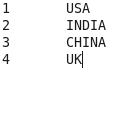 1 USA
2 INDIA
3 CHINA
4 UK